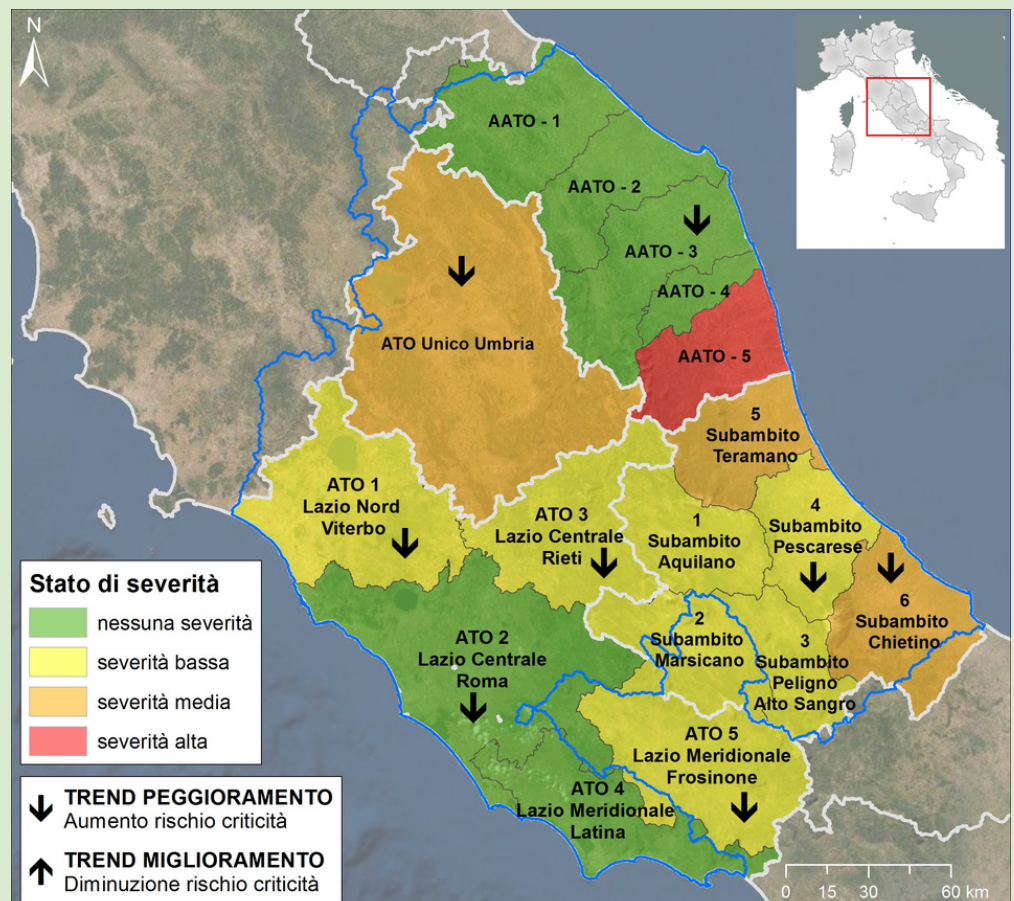 N
AATO - 1
AATO - 2
AATO - 3
AATO - 4
ATO Unico Umbria
AATO - 5
5
Subambito
Teramano
ATO 1
Lazio Nord
Viterbo
ATO 3
Lazio Centrale
Rieti
1
Subambito
Aquilano
4
Subambito
Pescarese
6
Subambito
Chietino
2
Subambito
Marsicano
3
Subambito
Peligno
Alto Sangro
ATO 2
Lazio Centrale
Roma
ATO 5
Lazio Meridionale
Frosinone
ATO 4
Lazio Meridionale
Latina
Stato di severità
nessuna severità
severità bassa
severità media
severità alta
TREND PEGGIORAMENTO
Aumento rischio criticità
TREND MIGLIORAMENTO
Diminuzione rischio criticità
0 15 30 60 km